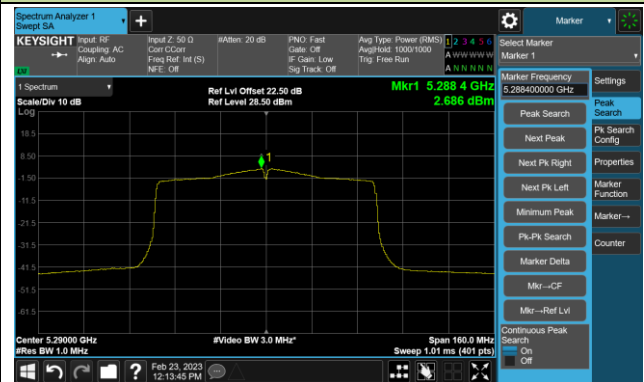 Spectrum Analyzer 1
Swept SA
Marker
KEYSIGHT
Input: RF
Coupling: AC
Align: Auto
Input Z: 50 Ω
Corr CCorr
Freq Ref: Int (S)
NFE: Off
#Atten: 20 dB
PNO: Fast
Gate: Off
IF Gain: Low
Sig Track: Off
Avg Type: Power (RMS)
Avg|Hold: 1000/1000
Trig: Free Run
1 2 3 4 5 6
A W W W W W
A N N N N N
LXI
Select Marker
Marker 1
1 Spectrum
Scale/Div 10 dB
Log
Ref Lvl Offset 22.50 dB
Ref Level 28.50 dBm
Mkr1 5.288 4 GHz
2.686 dBm
18.5
8.50
-1.50
-11.5
-21.5
-31.5
-41.5
-51.5
-61.5
1
Center 5.29000 GHz
#Res BW 1.0 MHz
#Video BW 3.0 MHz*
Span 160.0 MHz
Sweep 1.01 ms (401 pts)
Marker Frequency
5.288400000 GHz
Peak Search
Next Peak
Next Pk Right
Next Pk Left
Minimum Peak
Pk-Pk Search
Marker Delta
Mkr→CF
Mkr→Ref Lvl
Continuous Peak
Search
On
Off
Settings
Peak
Search
Pk Search
Config
Properties
Marker
Function
Marker→
Counter
Feb 23, 2023
12:13:45 PM